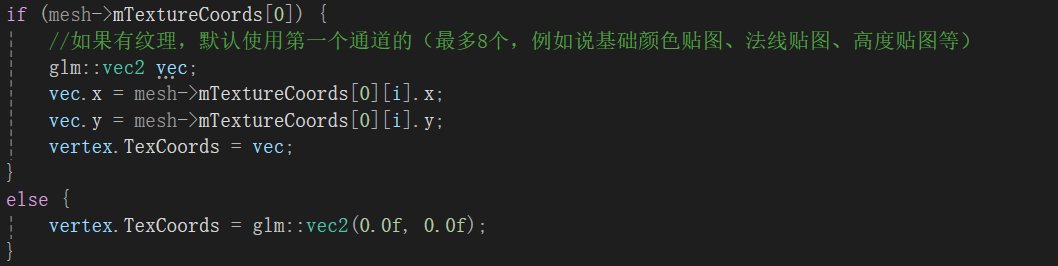 if (mesh->mTextureCoords[0]) {
//如果有纹理，默认使用第一个通道的（最多8个，例如说基础颜色贴图、法线贴图、高度贴图等）
glm::vec2 vec;
vec.x = mesh->mTextureCoords[0][i].x;
vec.y = mesh->mTextureCoords[0][i].y;
vertex.TexCoords = vec;
}
else {
vertex.TexCoords = glm::vec2(0.0f, 0.0f);
}